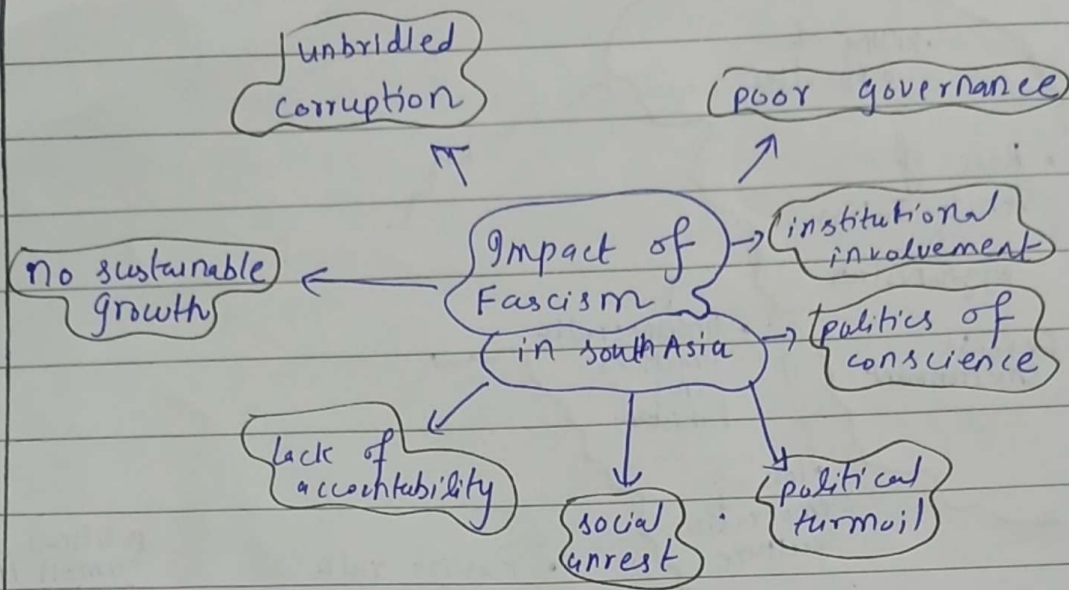 unbridled
corruption
poor governance
Impact of
Fascism
in south Asia
institutional
involvement
no sustainable
growth
politics of
conscience
lack of
accountability
social
unrest
political
turmoil